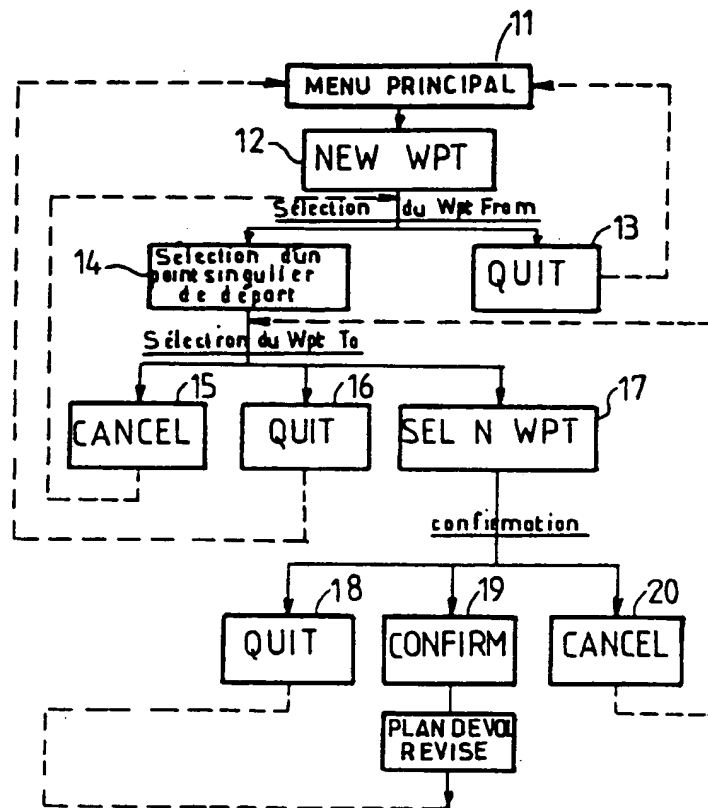 11
MENU PRINCIPAL
12
NEW WPT
Sélection du Wpt From
13
14
Sélection d'un
point singulier
de départ
QUIT
Sélection du Wpt To
15
16
17
CANCEL
QUIT
SEL N WPT
confirmation
18
19
20
QUIT
CONFIRM
CANCEL
PLAN DE VOL
REVISE